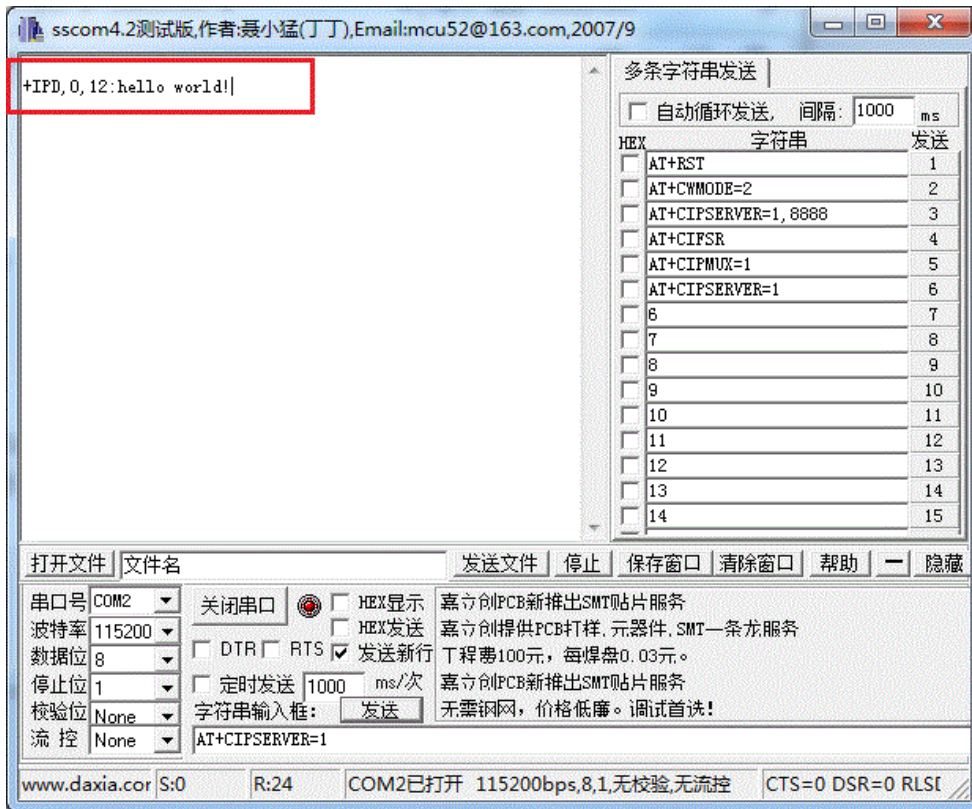 sscom4.2测试版,作者:聂小猛(丁丁),Email:mcu52@163.com,2007/9
+IPD,0,12:hello world!
多条字符串发送
自动循环发送, 间隔: 1000 ms
HEX 字符串 发送
AT+RST 1
AT+CWMODE=2 2
AT+CIPSERVER=1,8888 3
AT+CIFSR 4
AT+CIPMUX=1 5
AT+CIPSERVER=1 6
6 7
7 8
8 9
9 10
10 11
11 12
12 13
13 14
14 15
打开文件 文件名 发送文件 停止 保存窗口 清除窗口 帮助 一 隐藏
串口号 COM2 关闭串口 HEX显示 嘉立创PCB新推出SMT贴片服务
波特率 115200 HEX发送 嘉立创提供PCB打样,元器件,SMT一条龙服务
数据位 8 DTR RTS 发送新行 工程费100元，每焊盘0.03元。
停止位 1 定时发送 1000 ms/次 嘉立创PCB新推出SMT贴片服务
校验位 None 字符串输入框: 发送 无需钢网，价格低廉。调试首选!
流 控 None AT+CIPSERVER=1
www.daxia.cor S:0 R:24 COM2已打开 115200bps,8,1,无校验,无流控 CTS=0 DSR=0 RLSI